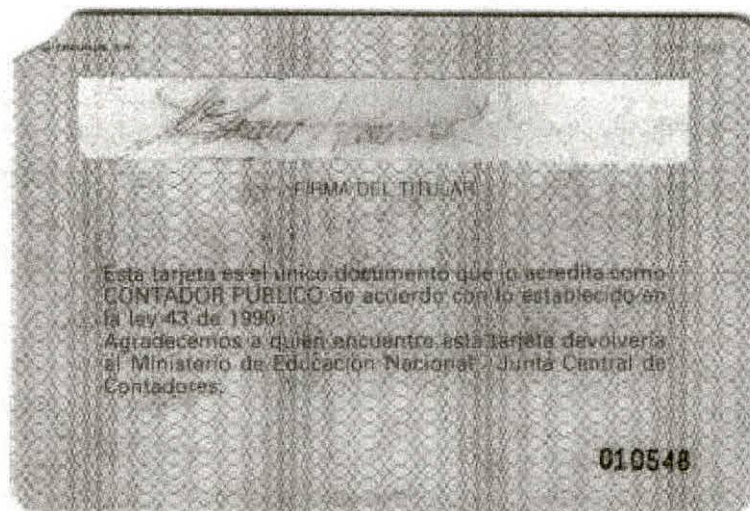 FIRMA DEL TITULAR
Esta tarjeta es el único documento que lo acredita como
CONTADOR PUBLICO de acuerdo con lo establecido en
la ley 43 de 1990.
Agradecemos a quien encuentre esta tarjeta devolverla
al Ministerio de Educación Nacional - Junta Central de
Contadores.
010548